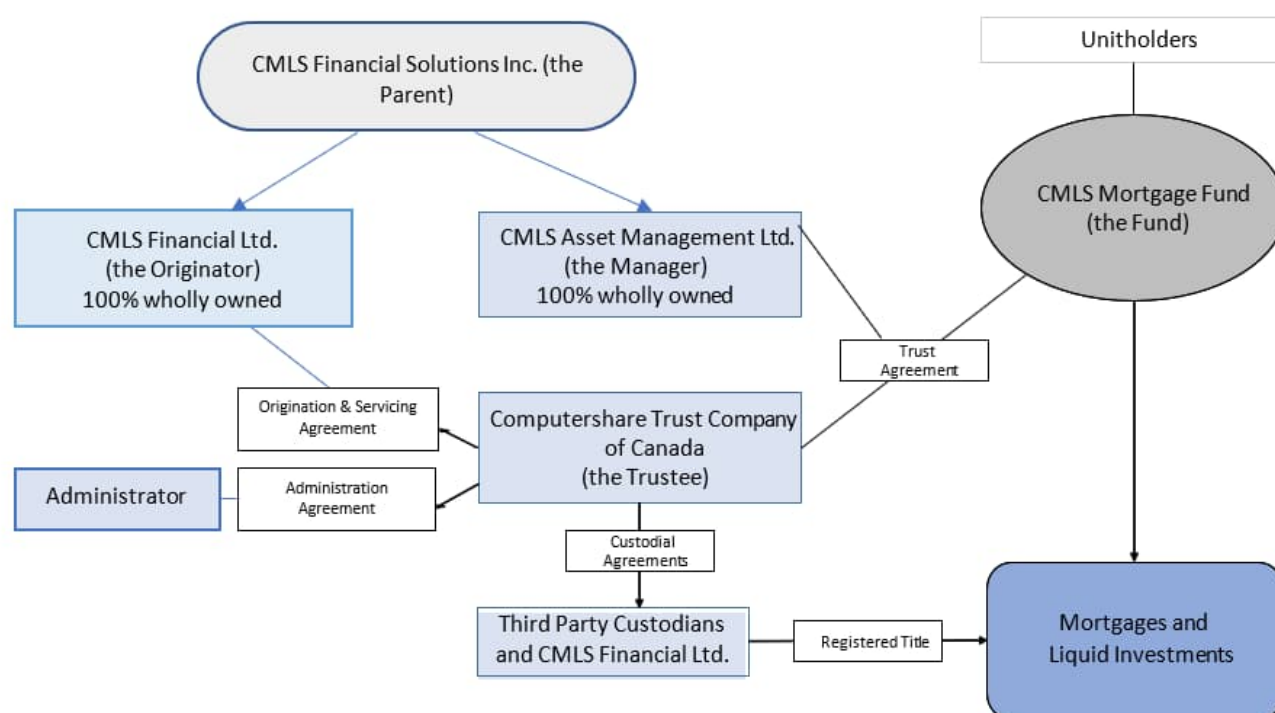 CMLS Financial Solutions Inc. (the
Parent)
Unitholders
CMLS Mortgage Fund
(the Fund)
CMLS Financial Ltd.
(the Originator)
100% wholly owned
CMLS Asset Management Ltd.
(the Manager)
100% wholly owned
Trust
Agreement
Origination & Servicing
Agreement
Computershare Trust Company
of Canada
(the Trustee)
Administrator
Administration
Agreement
Custodial
Agreements
Third Party Custodians
and CMLS Financial Ltd.
Registered Title
Mortgages and
Liquid Investments